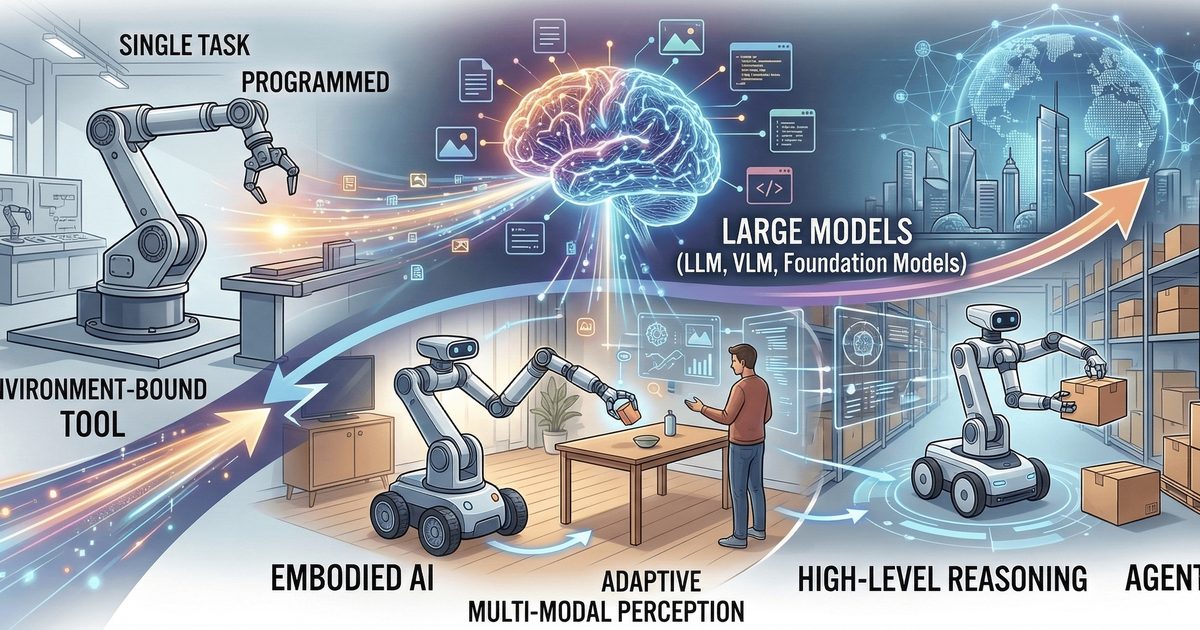 SINGLE TASK
PROGRAMMED
</>
LARGE MODELS
(LLM, VLM, Foundation Models)
NVIRONMENT-BOUND
TOOL
EMBODIED AI
ADAPTIVE
MULTI-MODAL PERCEPTION
HIGH-LEVEL REASONING
AGENT